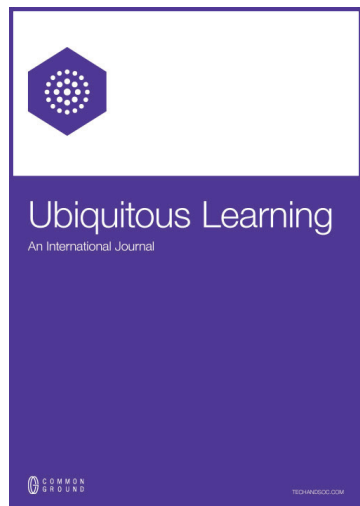 Ubiquitous Learning
An International Journal
COMMON
GROUND
TECHANDSOC.COM